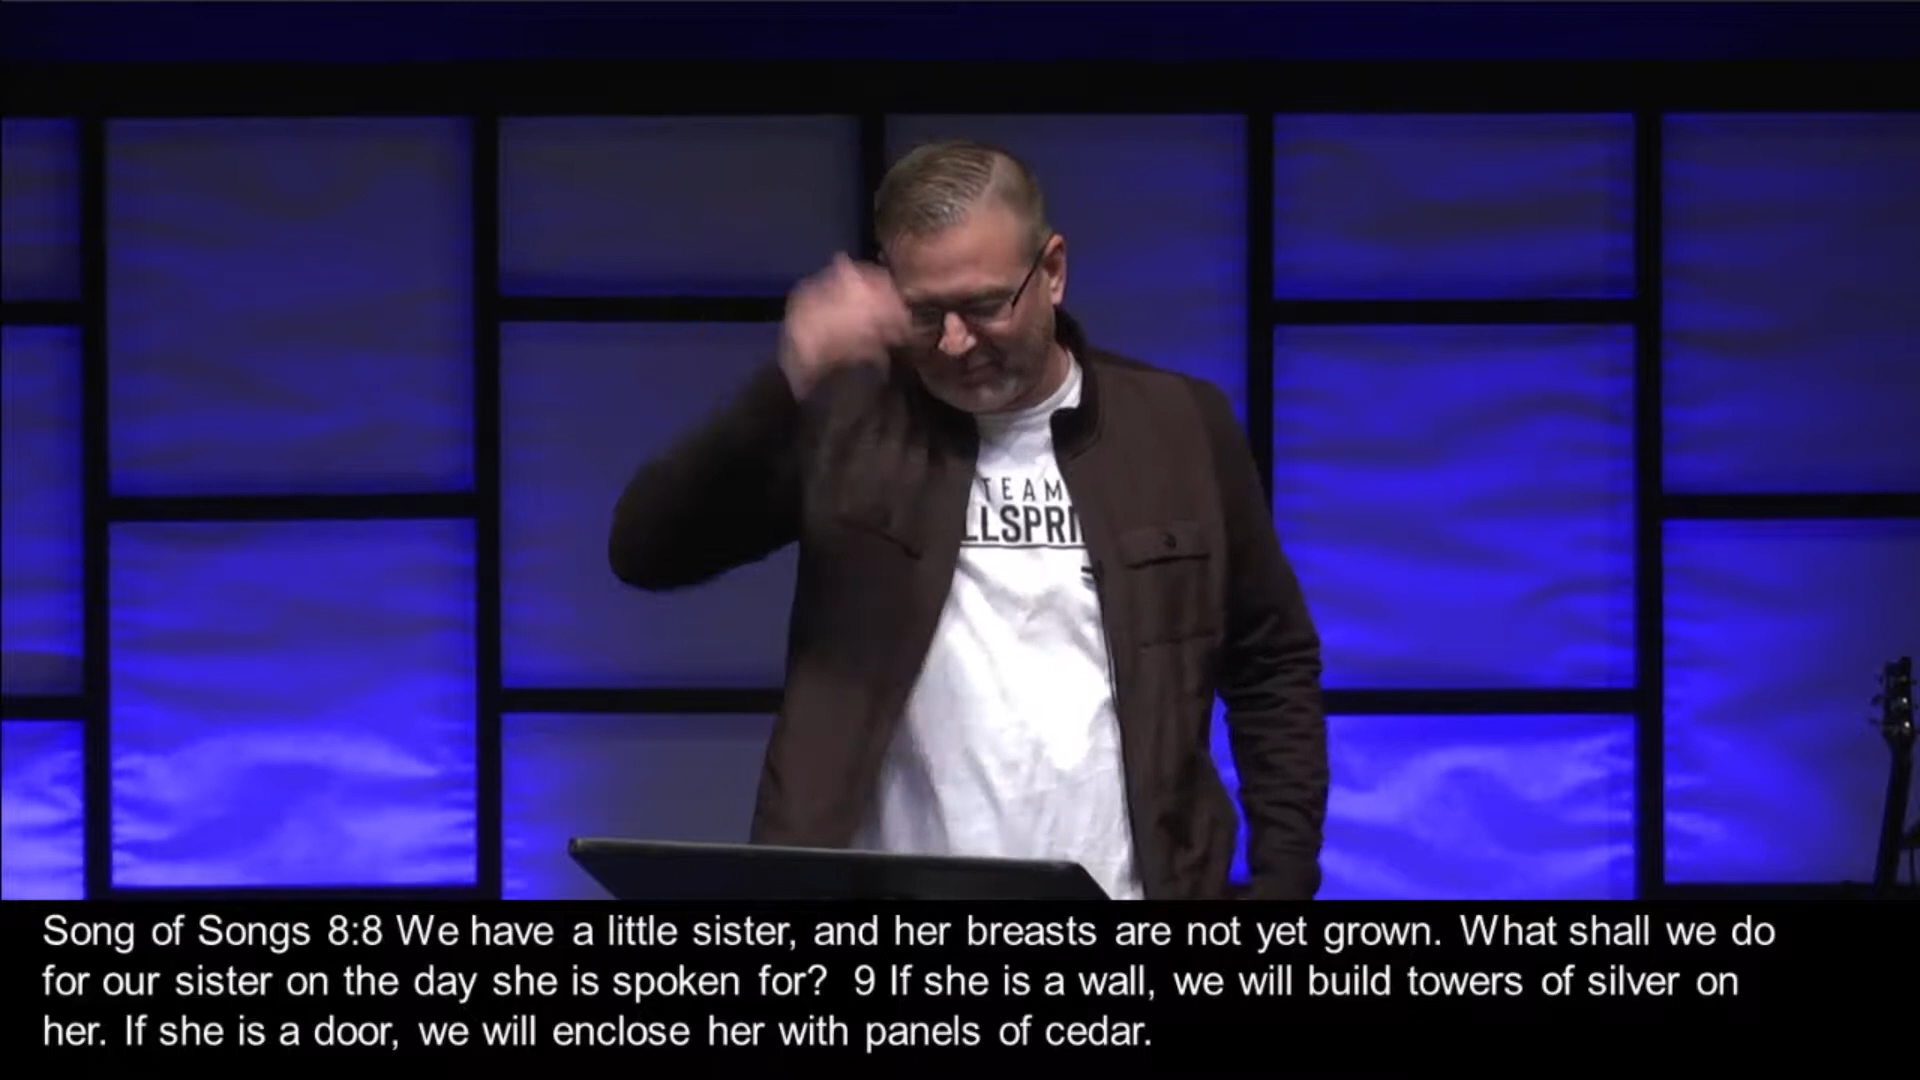 TEAM
LLSPRI
Song of Songs 8:8 We have a little sister, and her breasts are not yet grown. What shall we do
for our sister on the day she is spoken for? 9 If she is a wall, we will build towers of silver on
her. If she is a door, we will enclose her with panels of cedar.